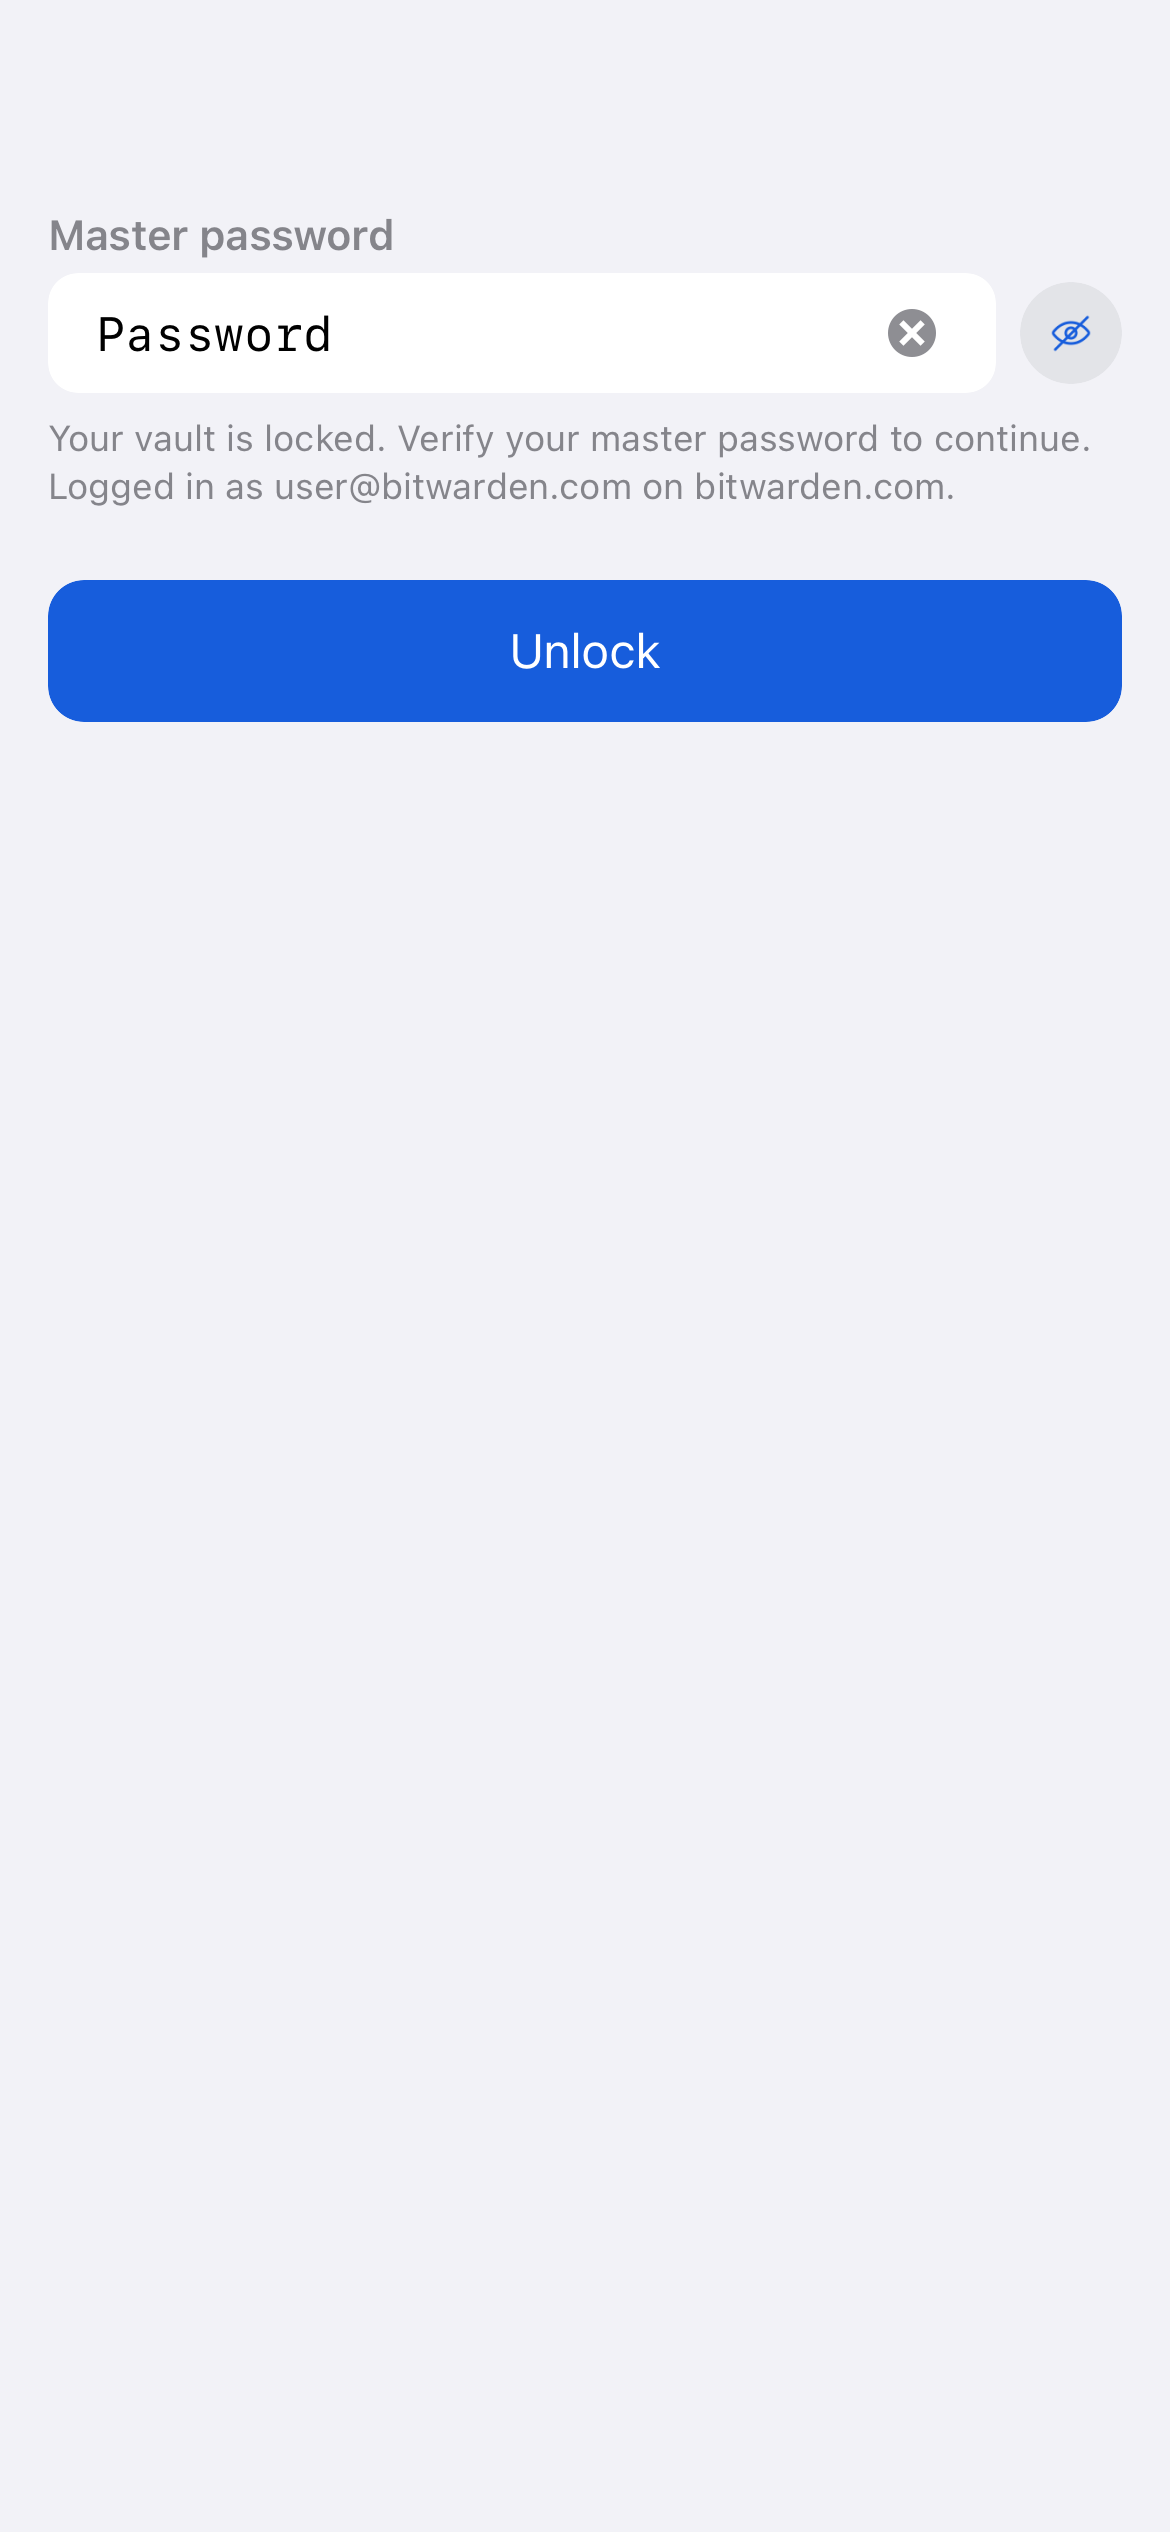 Master password
Password
Your vault is locked. Verify your master password to continue.
Logged in as user@bitwarden.com on bitwarden.com.
Unlock